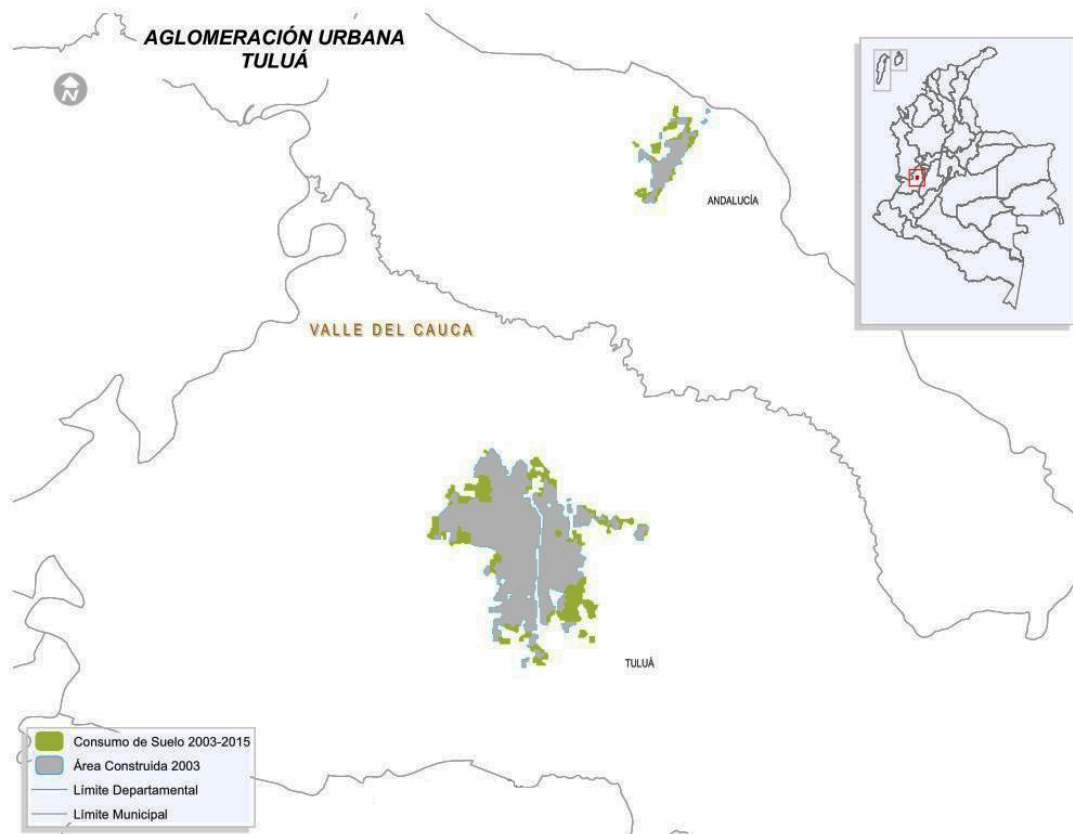 AGLOMERACIÓN URBANA
TULUÁ
N
ANDALUCÍA
VALLE DEL CAUCA
TULUÁ
Consumo de Suelo 2003-2015
Área Construida 2003
Límite Departamental
Límite Municipal